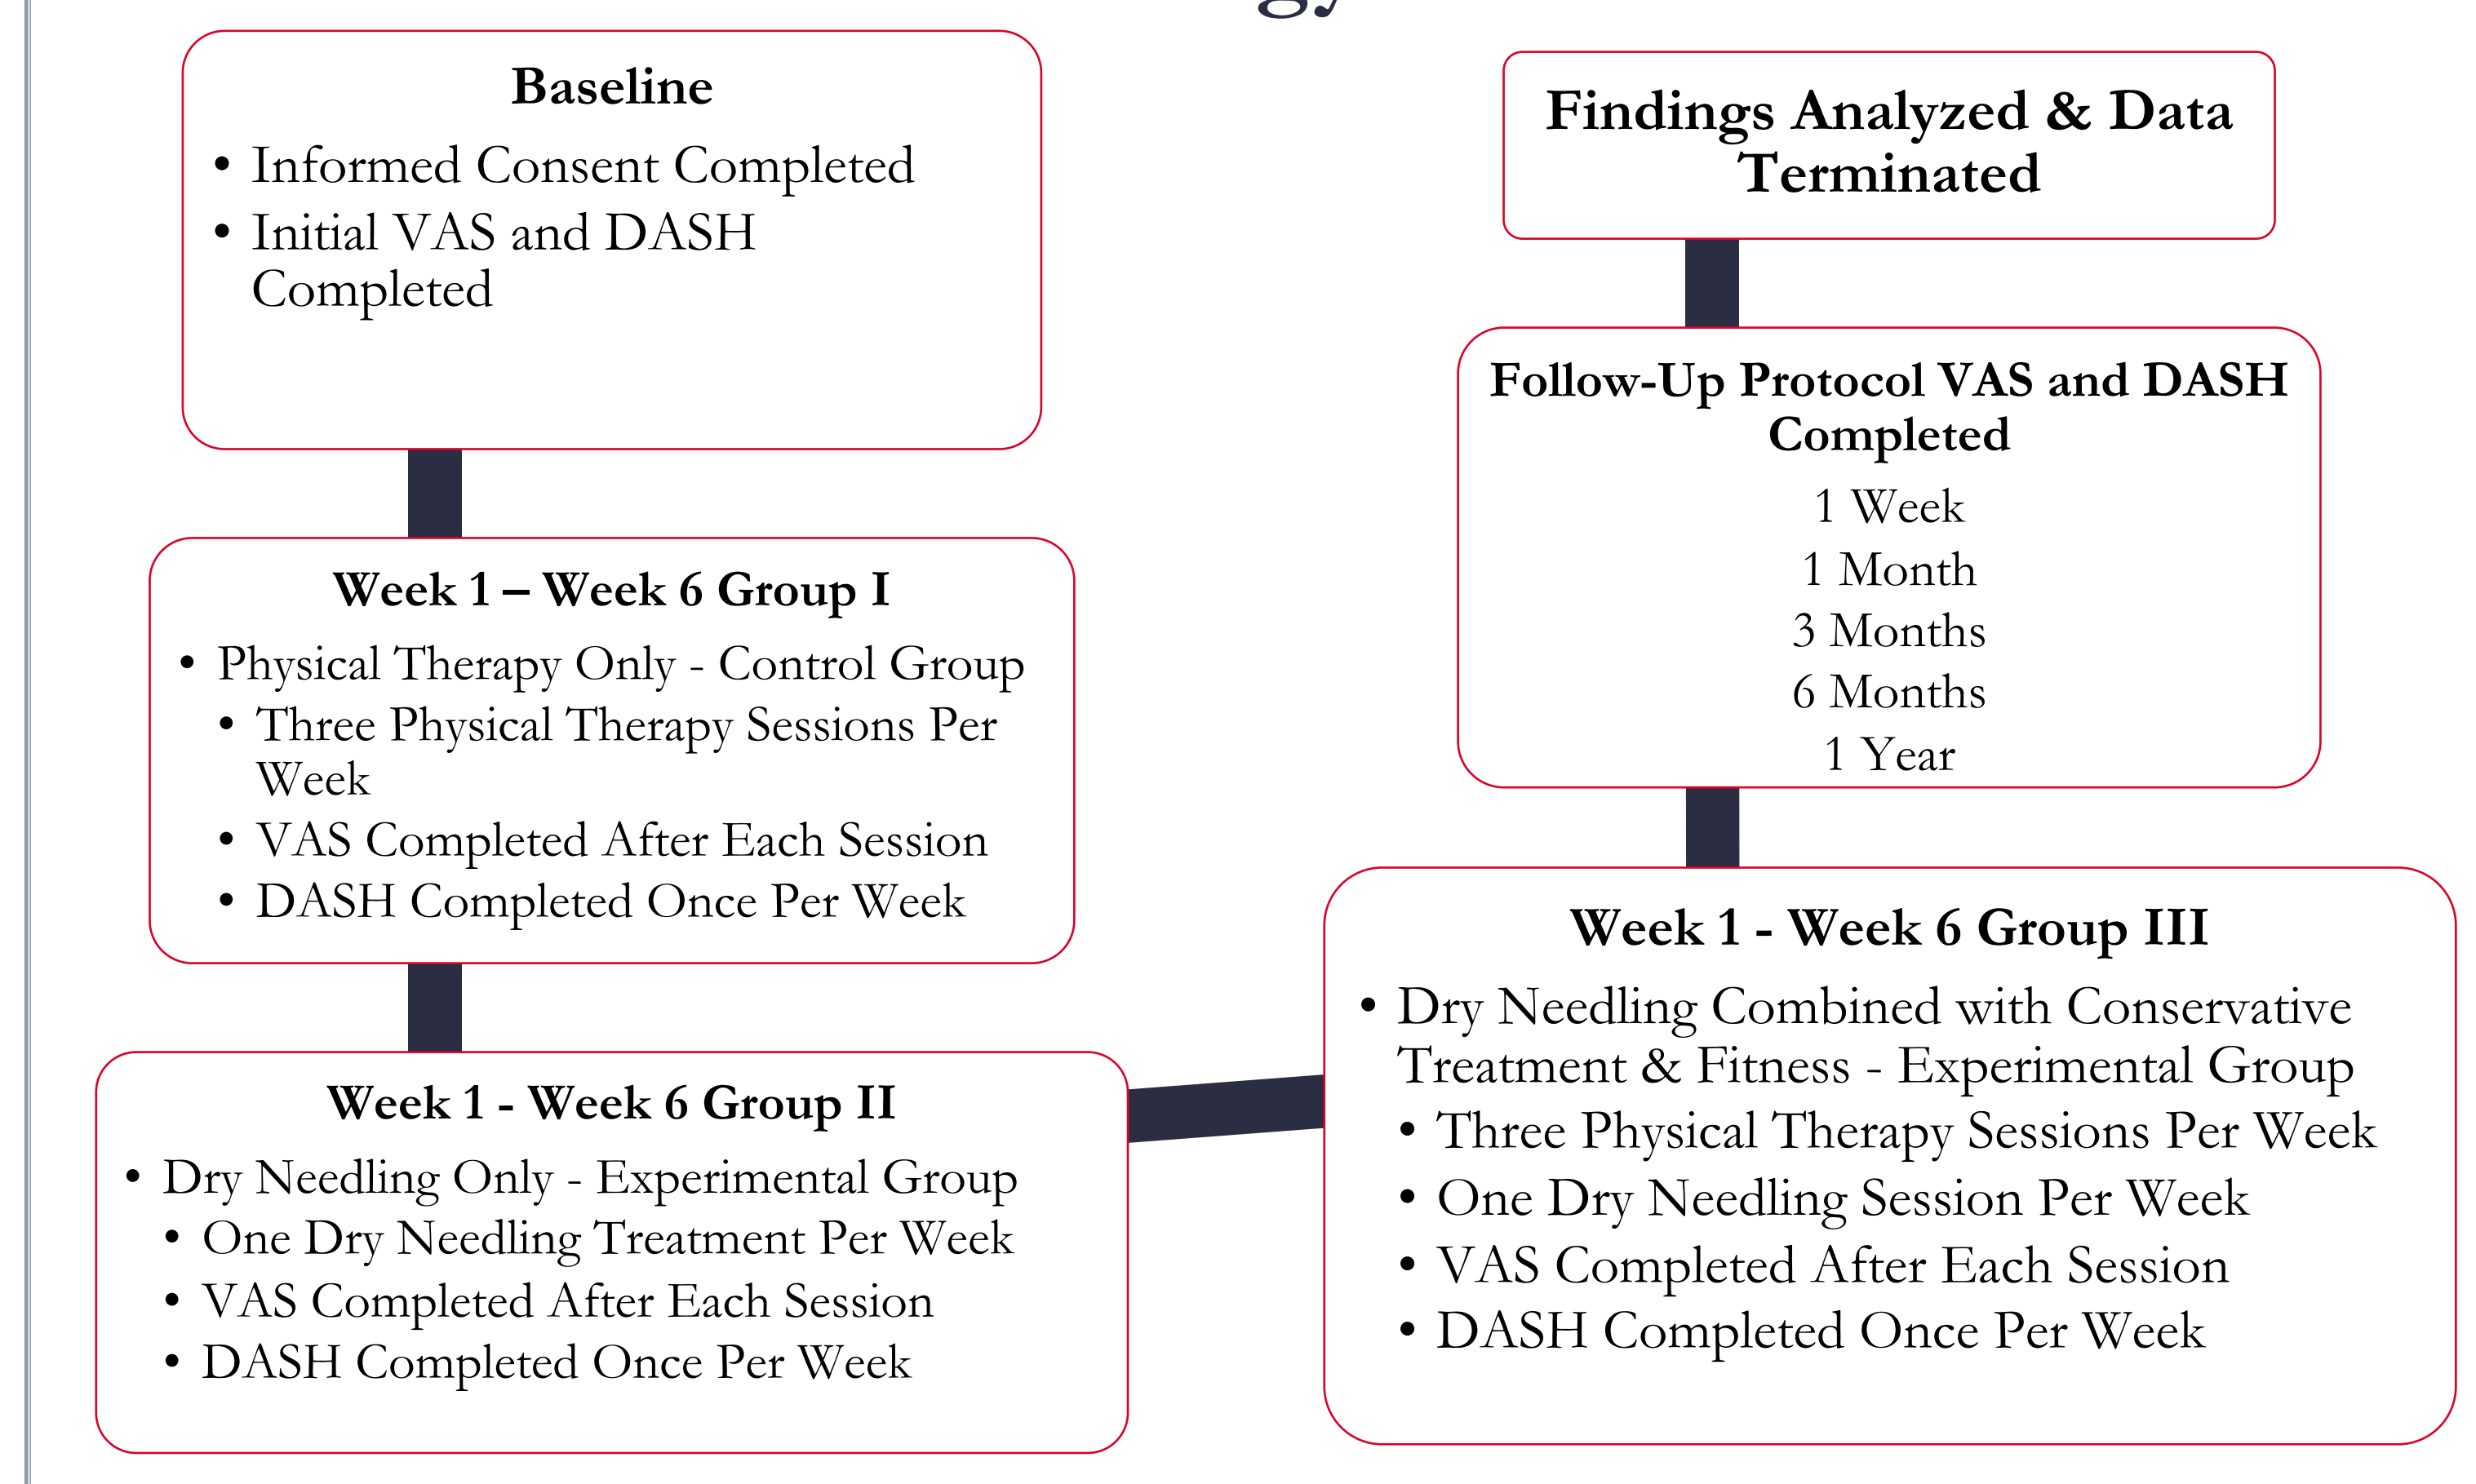 Baseline
• Informed Consent Completed
• Initial VAS and DASH
Completed
Week 1 – Week 6 Group I
• Physical Therapy Only - Control Group
• Three Physical Therapy Sessions Per
Week
• VAS Completed After Each Session
• DASH Completed Once Per Week
Week 1 - Week 6 Group II
• Dry Needling Only - Experimental Group
• One Dry Needling Treatment Per Week
• VAS Completed After Each Session
• DASH Completed Once Per Week
Week 1 - Week 6 Group III
• Dry Needling Combined with Conservative
Treatment & Fitness - Experimental Group
• Three Physical Therapy Sessions Per Week
• One Dry Needling Session Per Week
• VAS Completed After Each Session
• DASH Completed Once Per Week
Follow-Up Protocol VAS and DASH
Completed
1 Week
1 Month
3 Months
6 Months
1 Year
Findings Analyzed & Data
Terminated